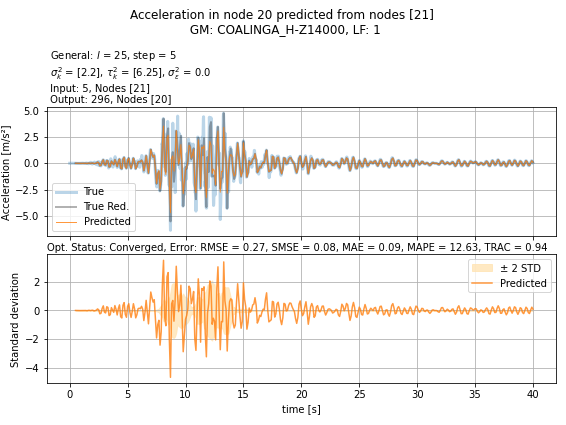 Acceleration in node 20 predicted from nodes [21]
GM: COALINGA_H-Z14000, LF: 1
General: l = 25, step = 5
σ²ₖ = [2.2], τ²ₖ = [6.25], σ²ₑ = 0.0
Input: 5, Nodes [21]
Output: 296, Nodes [20]
Acceleration [m/s²]
5.0
2.5
0.0
−2.5
−5.0
True
True Red.
Predicted
Opt. Status: Converged, Error: RMSE = 0.27, SMSE = 0.08, MAE = 0.09, MAPE = 12.63, TRAC = 0.94
Standard deviation
2
0
−2
−4
± 2 STD
Predicted
0 5 10 15 20 25 30 35 40
time [s]